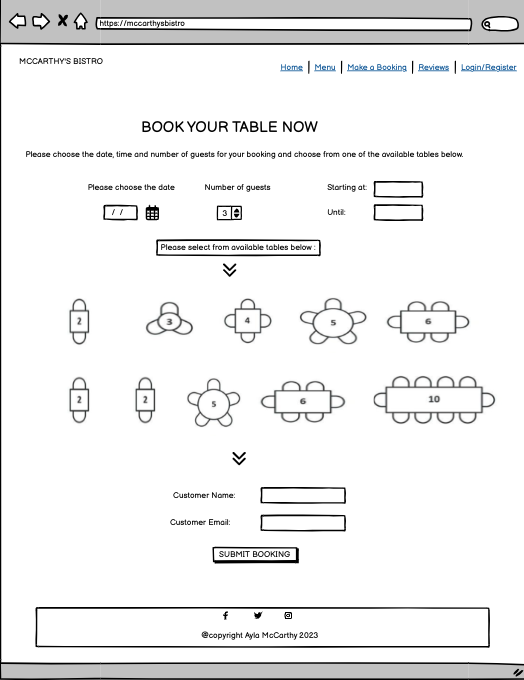 https://mccarthysbistro
MCCARTHY'S BISTRO
Home | Menu | Make a Booking | Reviews | Login/Register
BOOK YOUR TABLE NOW
Please choose the date, time and number of guests for your booking and choose from one of the available tables below.
Please choose the date Number of guests Starting at:
/ / 3 Until:
Please select from available tables below :
2 3 4 5 6
2 2 5 6 10
Customer Name:
Customer Email:
SUBMIT BOOKING
@copyright Ayla McCarthy 2023